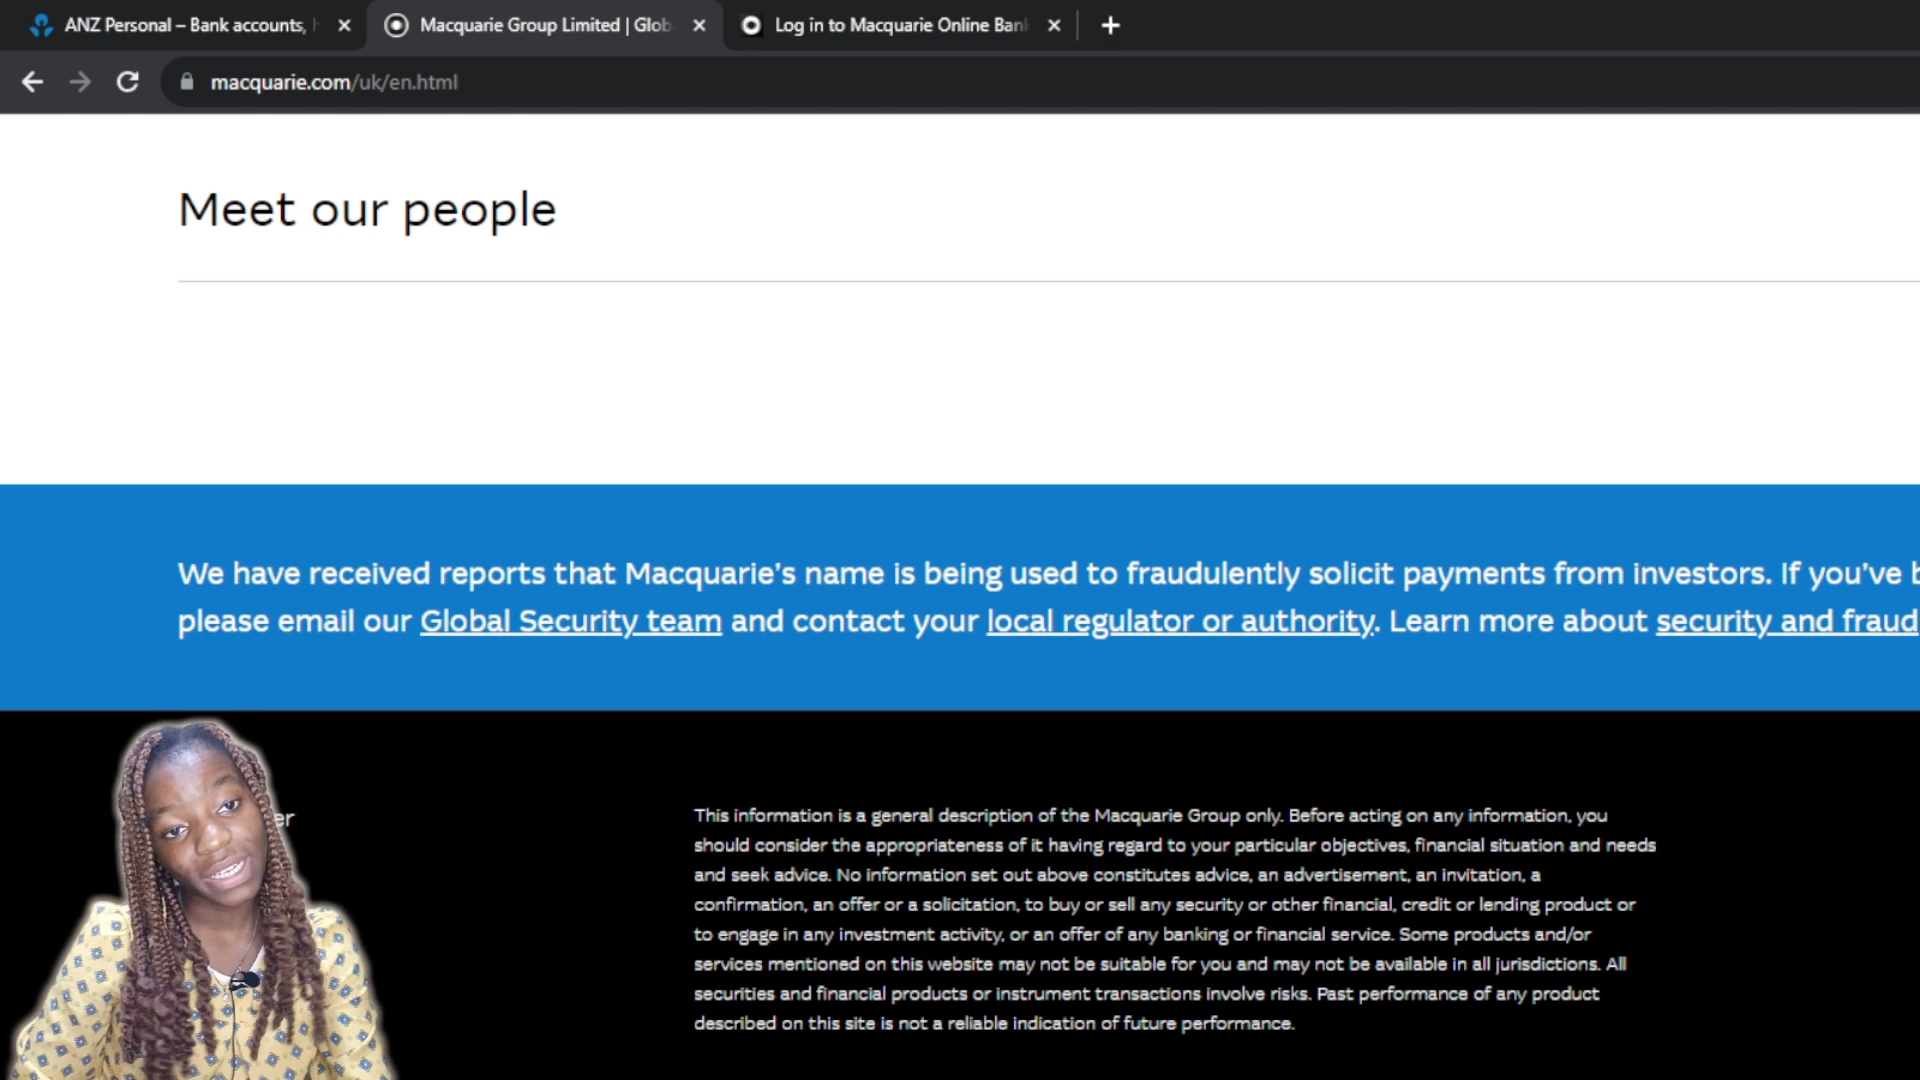 ANZ Personal – Bank accounts,
Macquarie Group Limited | Glob
Log in to Macquarie Online Ban
macquarie.com/uk/en.html
Meet our people
We have received reports that Macquarie's name is being used to fraudulently solicit payments from investors. If you've
please email our Global Security team and contact your local regulator or authority. Learn more about security and fraud
er
This information is a general description of the Macquarie Group only. Before acting on any information, you
should consider the appropriateness of it having regard to your particular objectives, financial situation and needs
and seek advice. No information set out above constitutes advice, an advertisement, an invitation, a
confirmation, an offer or a solicitation, to buy or sell any security or other financial, credit or lending product or
to engage in any investment activity, or an offer of any banking or financial service. Some products and/or
services mentioned on this website may not be suitable for you and may not be available in all jurisdictions. All
securities and financial products or instrument transactions involve risks. Past performance of any product
described on this site is not a reliable indication of future performance.